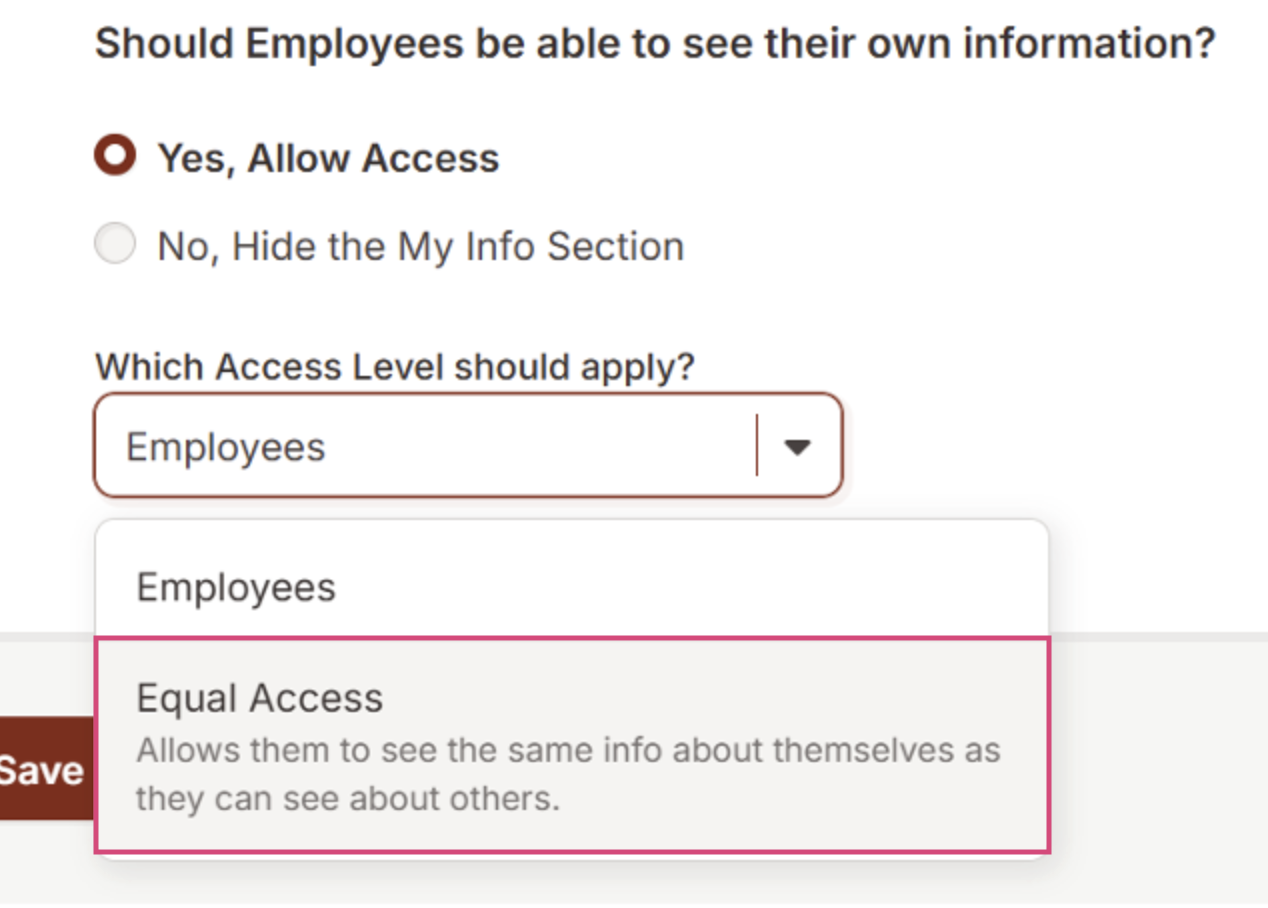 Should Employees be able to see their own information?
Yes, Allow Access
No, Hide the My Info Section
Which Access Level should apply?
Employees
Employees
Equal Access
Allows them to see the same info about themselves as
they can see about others.
Save